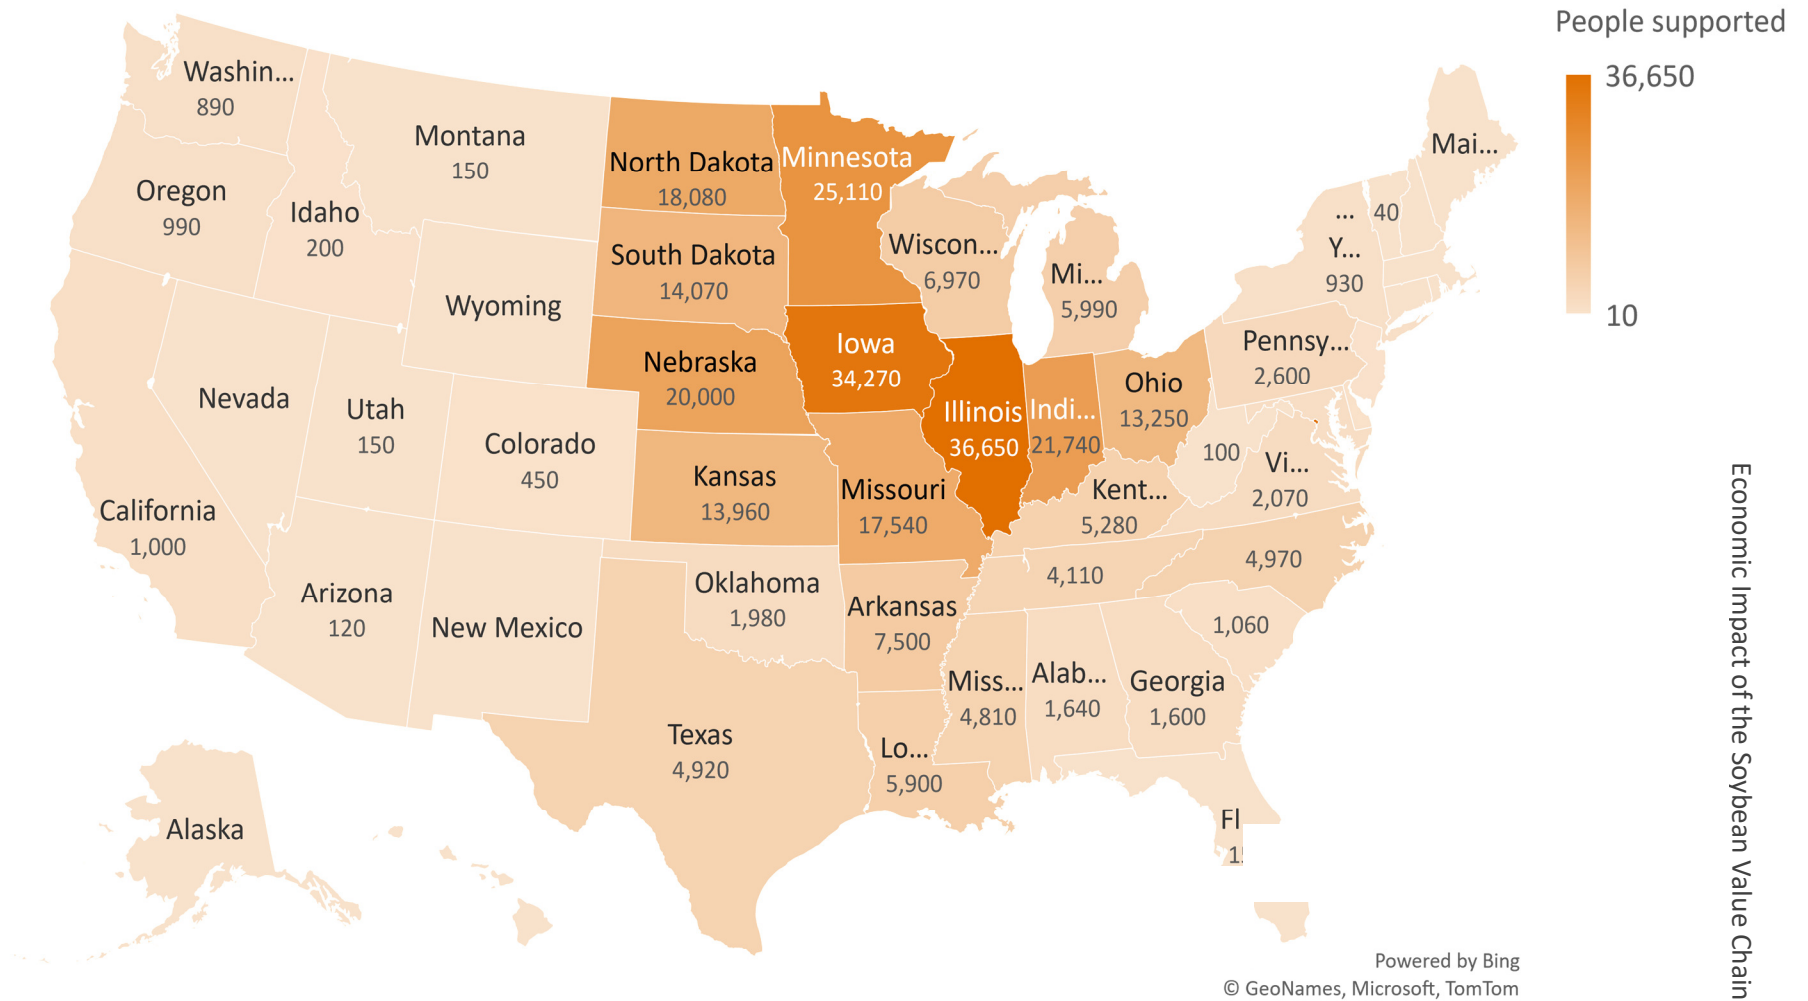 People supported
36,650
10
Washin...
890
Montana
150
North Dakota
18,080
Minnesota
25,110
Mai...
Oregon
990
Idaho
200
South Dakota
14,070
Wiscon...
6,970
Mi...
5,990
...
Y...
930
40
Wyoming
Nebraska
20,000
Iowa
34,270
Illinois
36,650
Indi...
21,740
Ohio
13,250
Pennsy...
2,600
Nevada
Utah
150
Colorado
450
Kansas
13,960
Missouri
17,540
Kent...
5,280
100
Vi...
2,070
California
1,000
Arizona
120
New Mexico
Oklahoma
1,980
Arkansas
7,500
4,110
4,970
1,060
Texas
4,920
Lo...
5,900
Miss...
4,810
Alab...
1,640
Georgia
1,600
Fl
Alaska
Economic Impact of the Soybean Value Chain
Powered by Bing
© GeoNames, Microsoft, TomTom